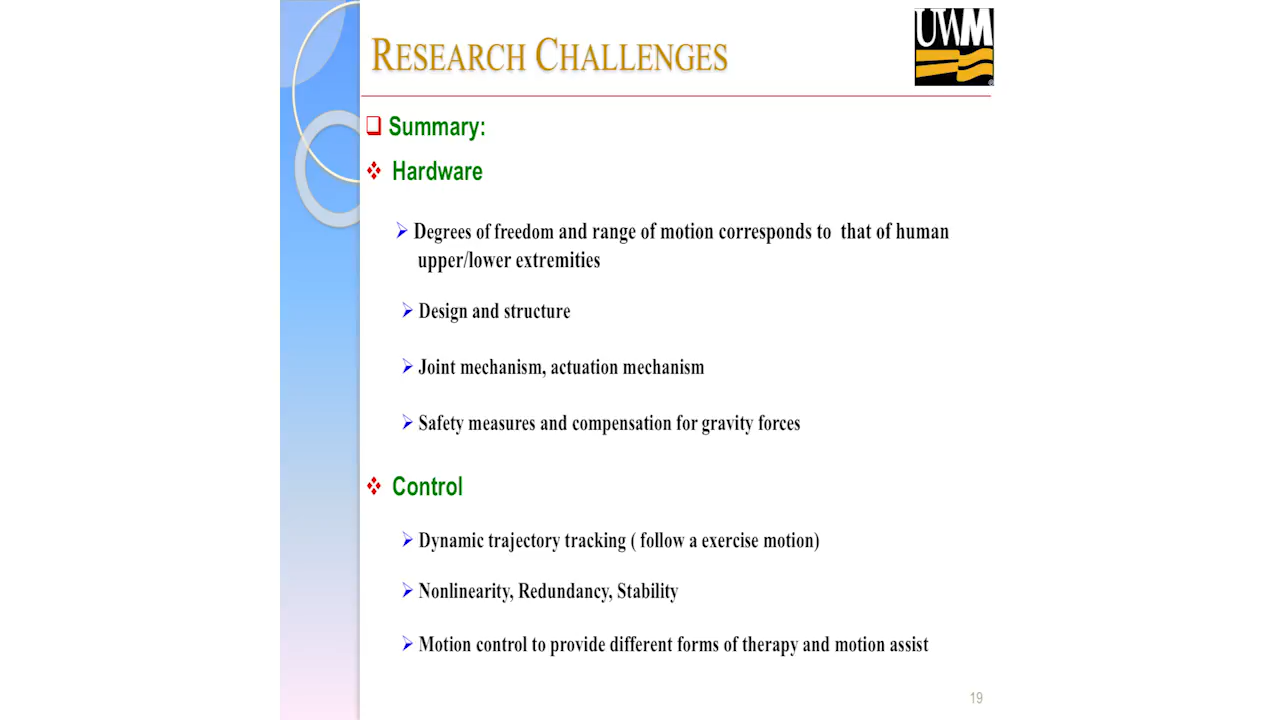 RESEARCH CHALLENGES
UWM
Summary:
Hardware
Degrees of freedom and range of motion corresponds to that of human
upper/lower extremities
Design and structure
Joint mechanism, actuation mechanism
Safety measures and compensation for gravity forces
Control
Dynamic trajectory tracking ( follow a exercise motion)
Nonlinearity, Redundancy, Stability
Motion control to provide different forms of therapy and motion assist
19